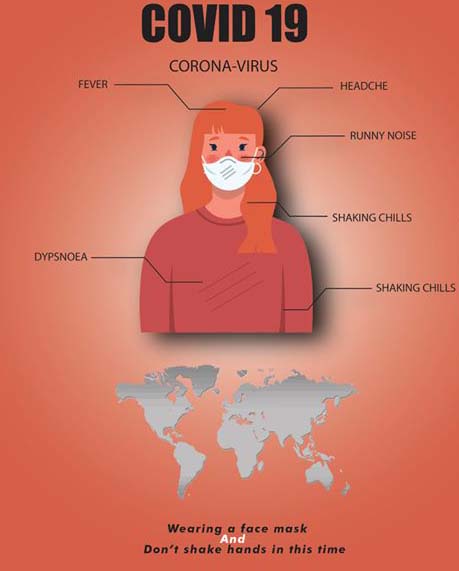 COVID 19
CORONA-VIRUS
FEVER
HEADCHE
RUNNY NOISE
SHAKING CHILLS
DYPSNOEA
SHAKING CHILLS
Wearing a face mask
And
Don't shake hands in this time